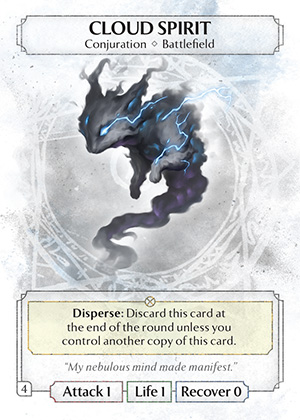 CLOUD SPIRIT
Conjuration ⟐ Battlefield
Disperse: Discard this card at
the end of the round unless you
control another copy of this card.
"My nebulous mind made manifest."
4
Attack 1 Life 1 Recover 0